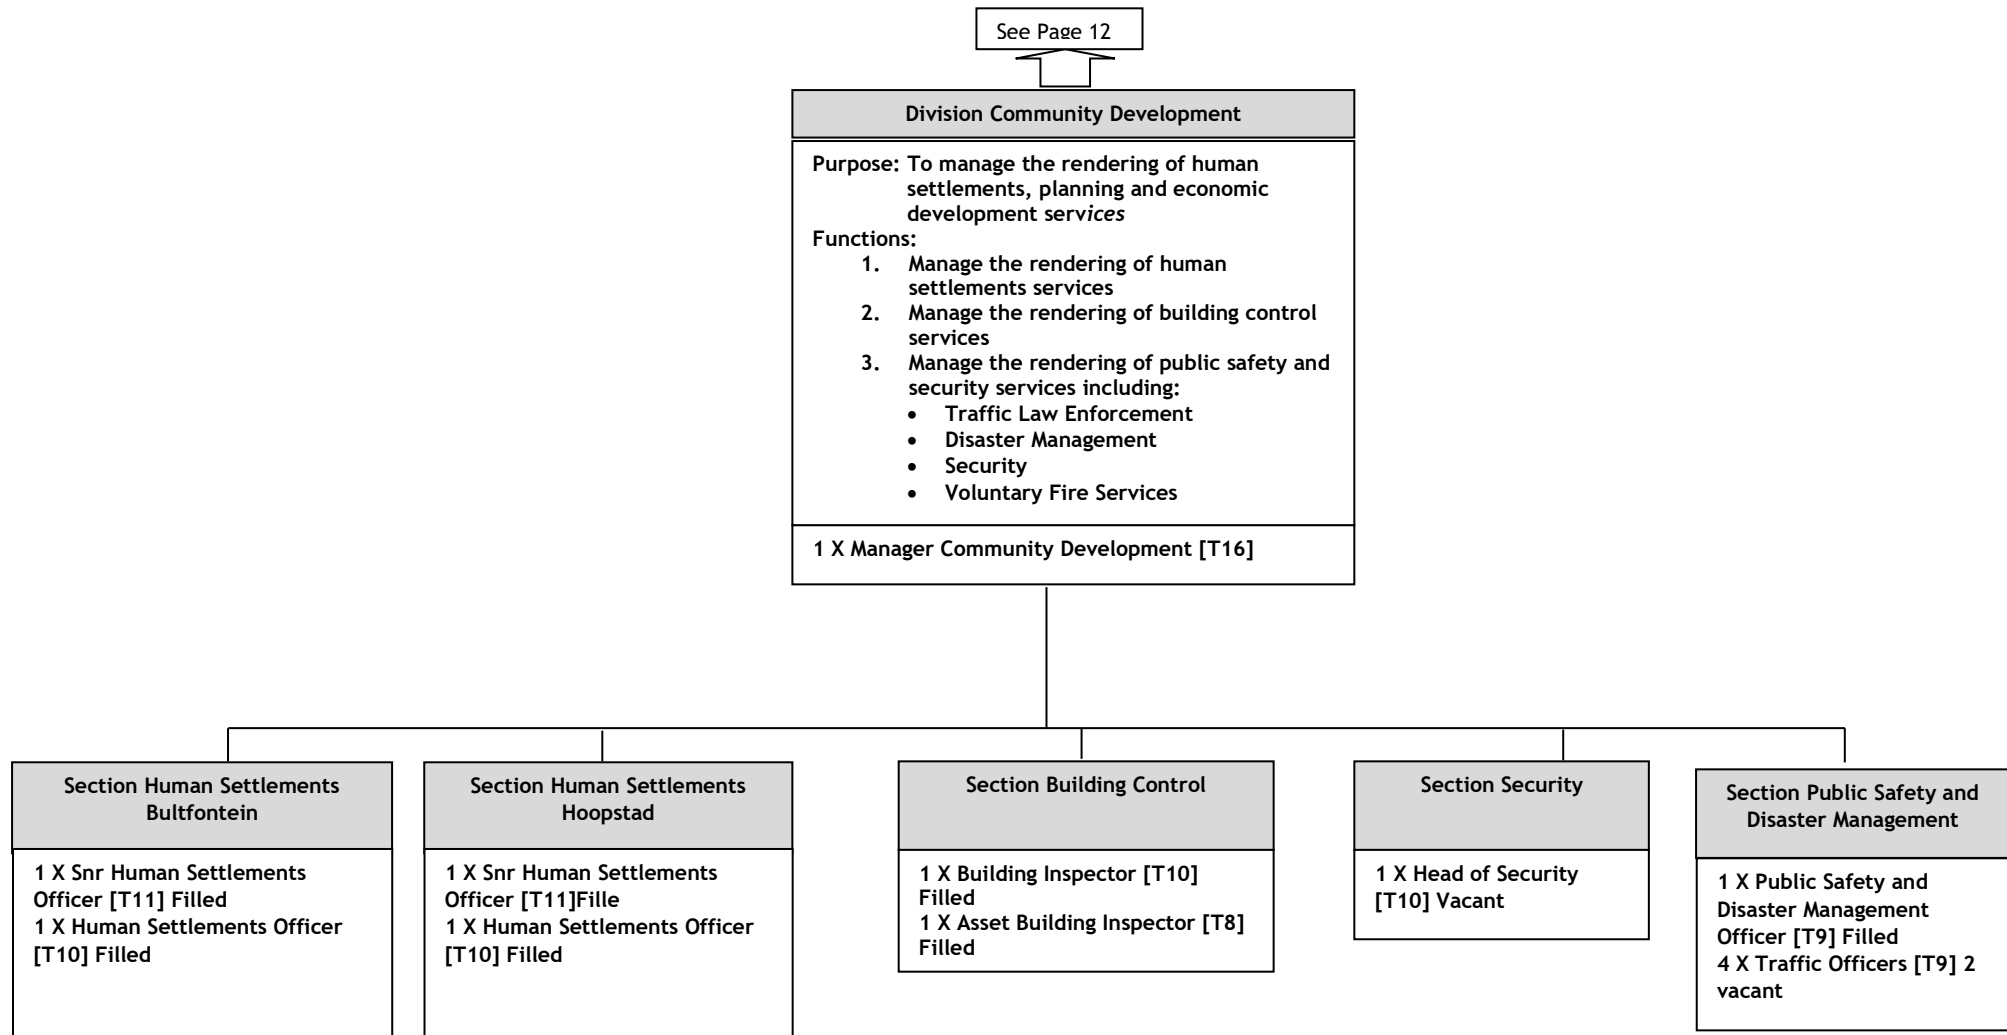 See Page 12
Division Community Development
Purpose: To manage the rendering of human
settlements, planning and economic
development services
Functions:
1. Manage the rendering of human
settlements services
2. Manage the rendering of building control
services
3. Manage the rendering of public safety and
security services including:
• Traffic Law Enforcement
• Disaster Management
• Security
• Voluntary Fire Services
1 X Manager Community Development [T16]
Section Human Settlements
Bultfontein
1 X Snr Human Settlements
Officer [T11] Filled
1 X Human Settlements Officer
[T10] Filled
Section Human Settlements
Hoopstad
1 X Snr Human Settlements
Officer [T11]Fille
1 X Human Settlements Officer
[T10] Filled
Section Building Control
1 X Building Inspector [T10]
Filled
1 X Asset Building Inspector [T8]
Filled
Section Security
1 X Head of Security
[T10] Vacant
Section Public Safety and
Disaster Management
1 X Public Safety and
Disaster Management
Officer [T9] Filled
4 X Traffic Officers [T9] 2
vacant